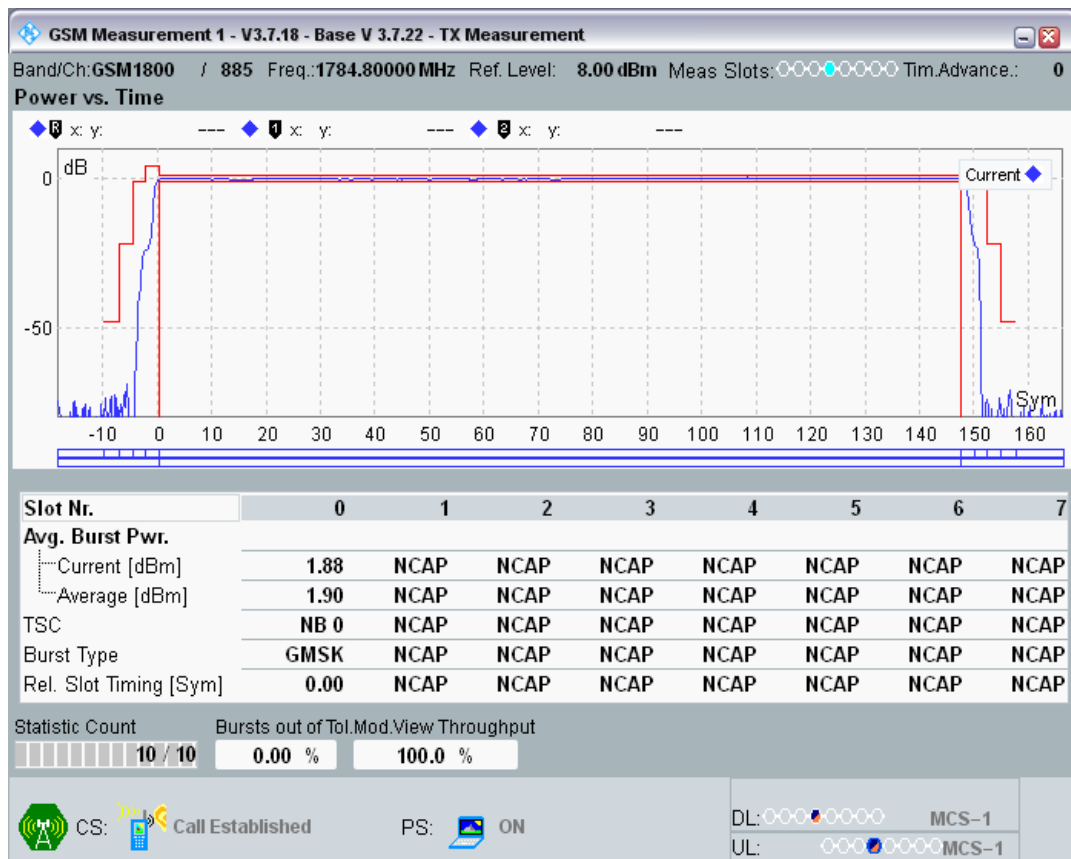 GSM Measurement 1 - V3.7.18 - Base V 3.7.22 - TX Measurement
Band/Ch:GSM1800 / 885 Freq.:1784.80000 MHz Ref. Level: 8.00 dBm Meas Slots: Tim.Advance.: 0
Power vs. Time
R x: y: --- 1 x: y: --- 2 x: y: ---
dB
Current
0
-50
Sym
-10 0 10 20 30 40 50 60 70 80 90 100 110 120 130 140 150 160
Slot Nr. 0 1 2 3 4 5 6 7
Avg. Burst Pwr.
Current [dBm] 1.88 NCAP NCAP NCAP NCAP NCAP NCAP NCAP
Average [dBm] 1.90 NCAP NCAP NCAP NCAP NCAP NCAP NCAP
TSC NB 0 NCAP NCAP NCAP NCAP NCAP NCAP NCAP
Burst Type GMSK NCAP NCAP NCAP NCAP NCAP NCAP NCAP
Rel. Slot Timing [Sym] 0.00 NCAP NCAP NCAP NCAP NCAP NCAP NCAP
Statistic Count Bursts out of Tol. Mod.View Throughput
10 / 10 0.00 % 100.0 %
CS: Call Established PS: ON
DL: MCS-1
UL: MCS-1